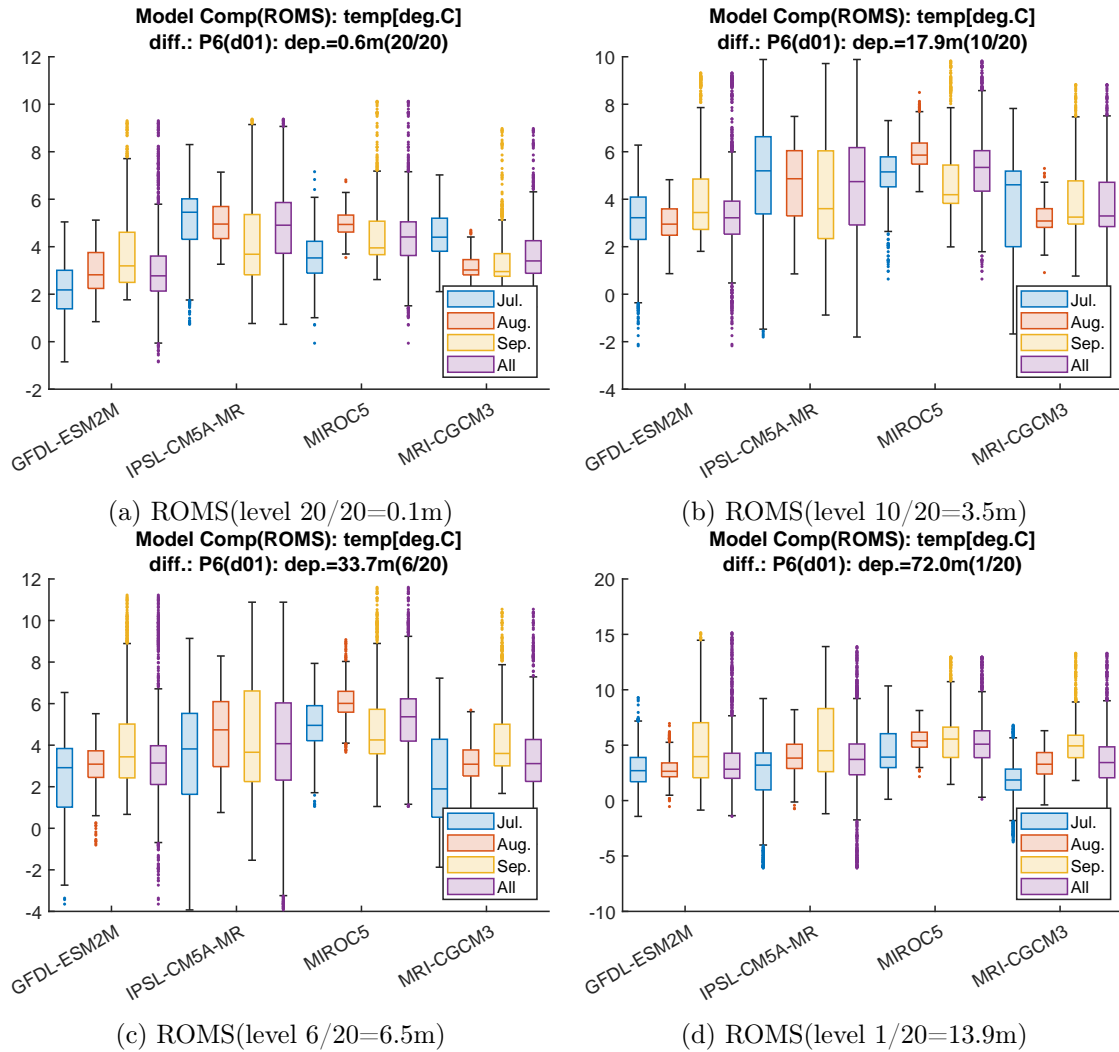 Model Comp(ROMS): temp[deg.C]
diff.: P6(d01): dep.=0.6m(20/20)
12
10
8
6
4
2
0
-2
Jul.
Aug.
Sep.
All
GFDL-ESM2M
IPSL-CM5A-MR
MIROC5
MRI-CGCM3
(a) ROMS(level 20/20=0.1m)
Model Comp(ROMS): temp[deg.C]
diff.: P6(d01): dep.=17.9m(10/20)
10
8
6
4
2
0
-2
-4
Jul.
Aug.
Sep.
All
GFDL-ESM2M
IPSL-CM5A-MR
MIROC5
MRI-CGCM3
(b) ROMS(level 10/20=3.5m)
Model Comp(ROMS): temp[deg.C]
diff.: P6(d01): dep.=33.7m(6/20)
12
10
8
6
4
2
0
-2
-4
Jul.
Aug.
Sep.
All
GFDL-ESM2M
IPSL-CM5A-MR
MIROC5
MRI-CGCM3
(c) ROMS(level 6/20=6.5m)
Model Comp(ROMS): temp[deg.C]
diff.: P6(d01): dep.=72.0m(1/20)
20
15
10
5
0
-5
-10
Jul.
Aug.
Sep.
All
GFDL-ESM2M
IPSL-CM5A-MR
MIROC5
MRI-CGCM3
(d) ROMS(level 1/20=13.9m)